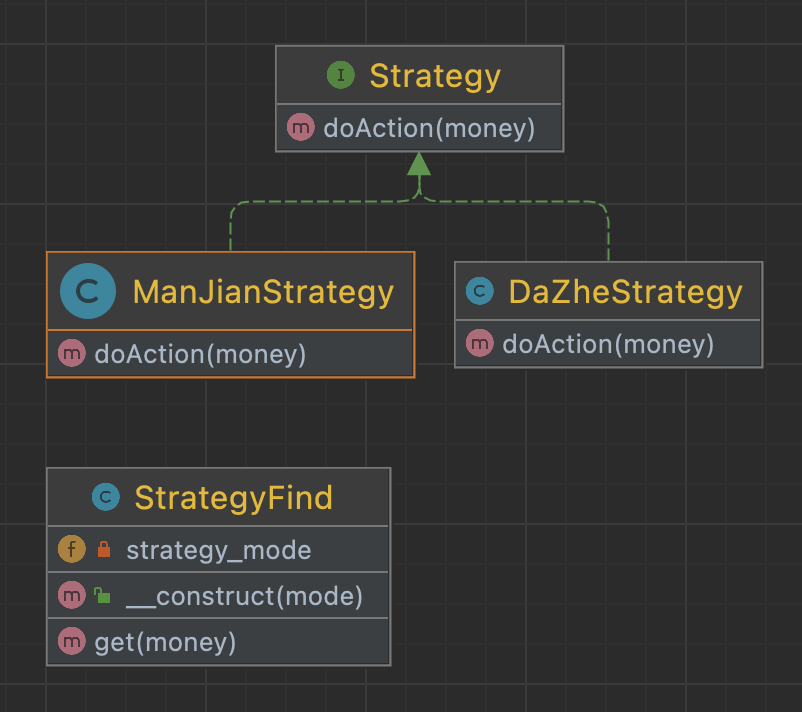 I Strategy
m doAction(money)
C ManJianStrategy
m doAction(money)
C DaZheStrategy
m doAction(money)
C StrategyFind
f strategy_mode
m __construct(mode)
m get(money)